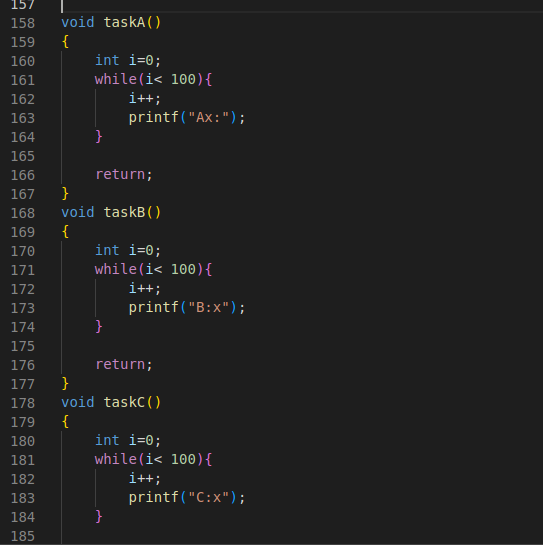 157
158 void taskA()
159 {
160     int i=0;
161     while(i< 100){
162         i++;
163         printf("Ax:");
164     }
165
166     return;
167 }
168 void taskB()
169 {
170     int i=0;
171     while(i< 100){
172         i++;
173         printf("B:x");
174     }
175
176     return;
177 }
178 void taskC()
179 {
180     int i=0;
181     while(i< 100){
182         i++;
183         printf("C:x");
184     }
185